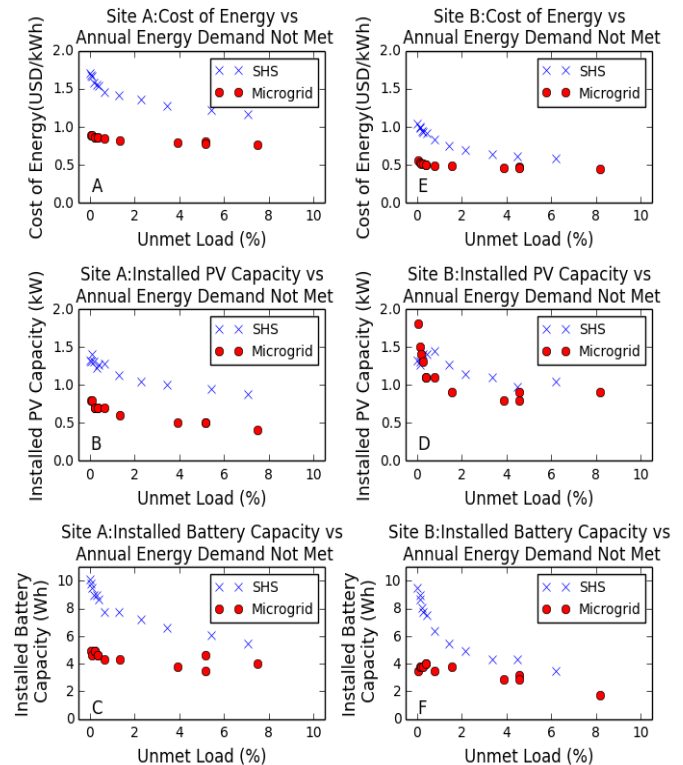 Site A:Cost of Energy vs
Annual Energy Demand Not Met
Cost of Energy(USD/kWh)
2.0
1.5
1.0
0.5
0.0
SHS
Microgrid
A
0 2 4 6 8 10
Unmet Load (%)
Site B:Cost of Energy vs
Annual Energy Demand Not Met
Cost of Energy(USD/kWh)
2.0
1.5
1.0
0.5
0.0
SHS
Microgrid
E
0 2 4 6 8 10
Unmet Load (%)
Site A:Installed PV Capacity vs
Annual Energy Demand Not Met
Installed PV Capacity (kW)
2.0
1.5
1.0
0.5
0.0
SHS
Microgrid
B
0 2 4 6 8 10
Unmet Load (%)
Site B:Installed PV Capacity vs
Annual Energy Demand Not Met
Installed PV Capacity (kW)
2.0
1.5
1.0
0.5
0.0
SHS
Microgrid
D
0 2 4 6 8 10
Unmet Load (%)
Site A:Installed Battery Capacity vs
Annual Energy Demand Not Met
Installed Battery
Capacity (Wh)
10
8
6
4
2
0
SHS
Microgrid
C
0 2 4 6 8 10
Unmet Load (%)
Site B:Installed Battery Capacity vs
Annual Energy Demand Not Met
Installed Battery
Capacity (Wh)
10
8
6
4
2
0
SHS
Microgrid
F
0 2 4 6 8 10
Unmet Load (%)